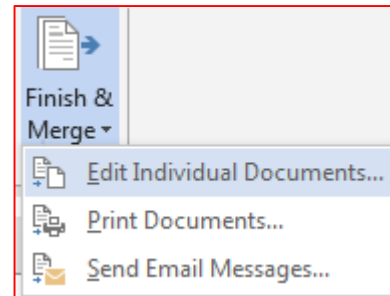 Finish &
Merge
Edit Individual Documents...
Print Documents...
Send Email Messages...